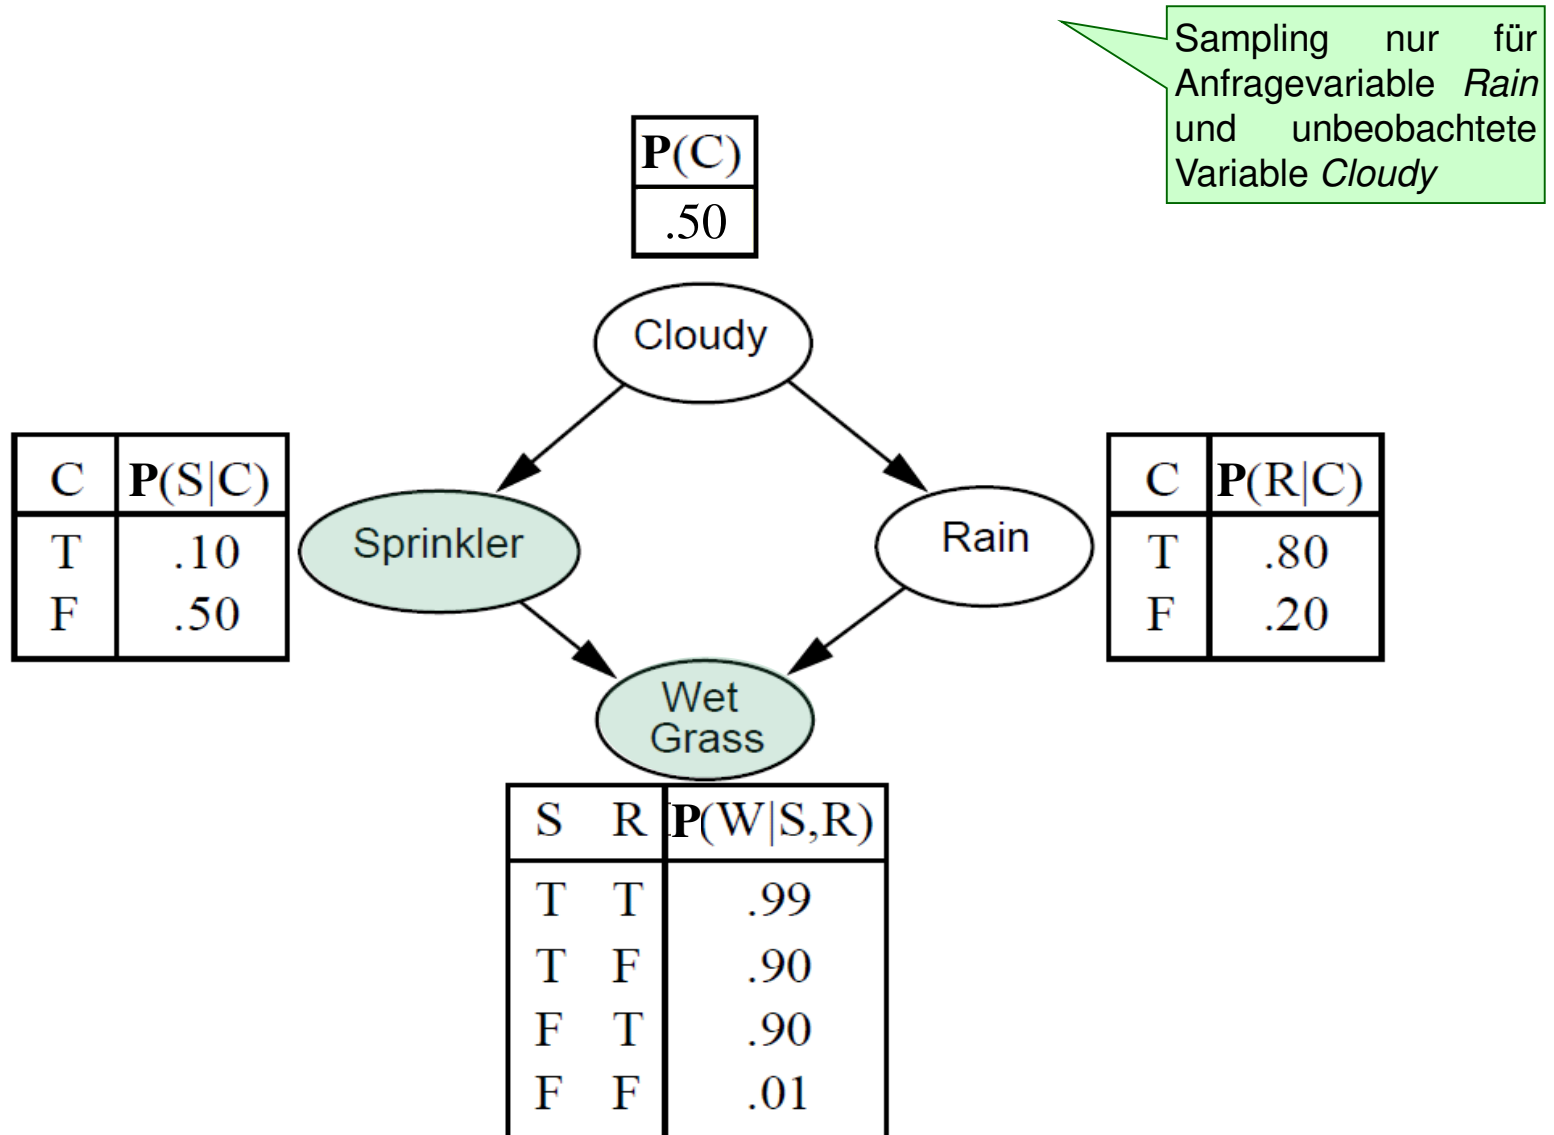 Sampling nur für
Anfragevariable Rain
und unbeobachtete
Variable Cloudy
P(C)
.50
Cloudy
C P(S|C)
T .10
F .50
Sprinkler
Rain
C P(R|C)
T .80
F .20
Wet
Grass
S R P(W|S,R)
T T .99
T F .90
F T .90
F F .01